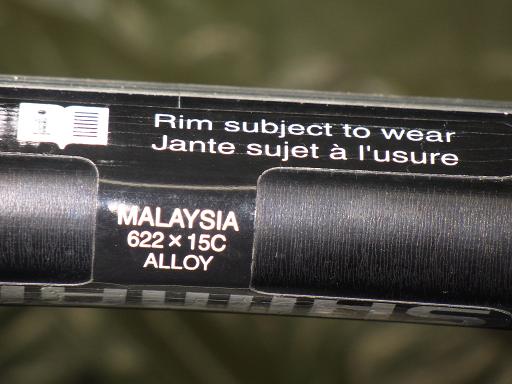 Rim subject to wear
Jante sujet à l'usure
MALAYSIA
622 × 15C
ALLOY